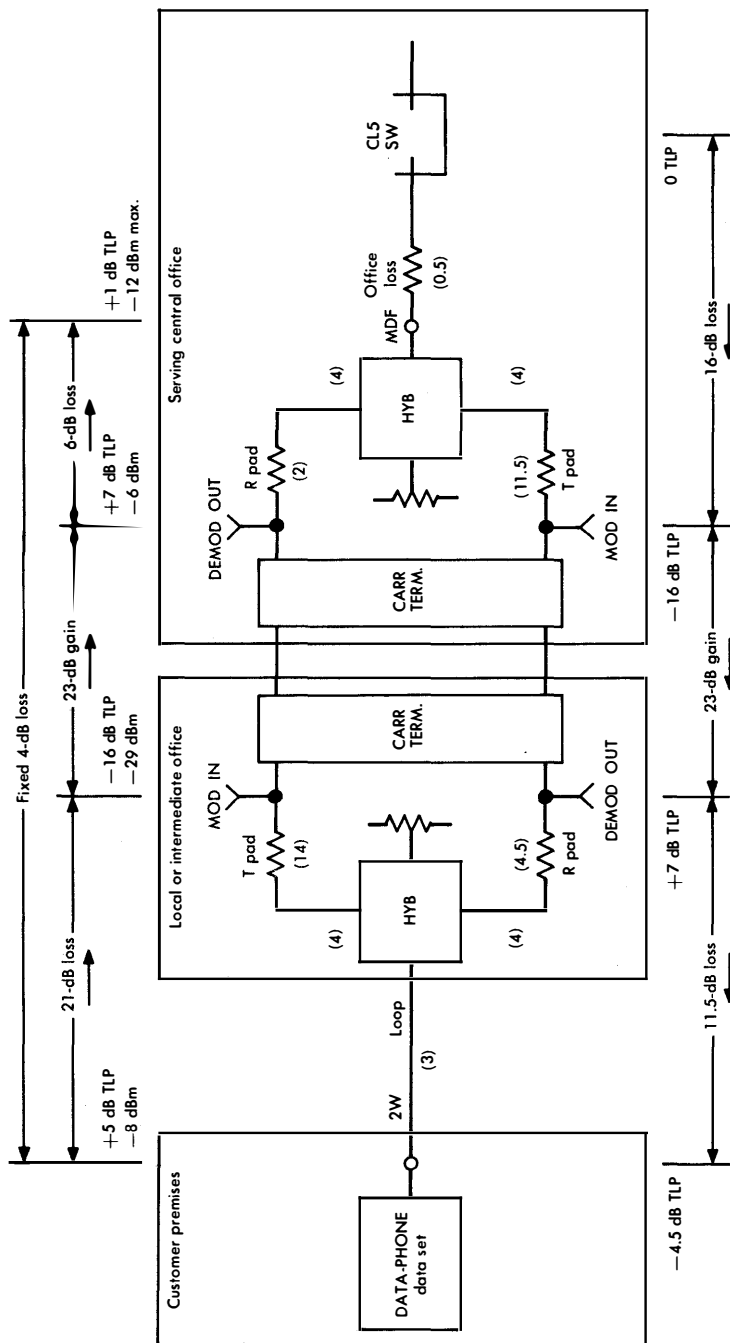 Fixed 4-dB loss
21-dB loss
23-dB gain
6-dB loss
+5 dB TLP
−8 dBm
−16 dB TLP
−29 dBm
+7 dB TLP
−6 dBm
+1 dB TLP
−12 dBm max.
Customer premises
Local or intermediate office
Serving central office
MOD IN
DEMOD OUT
T pad
(14)
R pad
(2)
(4)
(4)
CARR
TERM.
CARR
TERM.
DATA-PHONE
data set
2W
Loop
(3)
HYB
HYB
MDF
Office
loss
(0.5)
CL5
SW
(4)
(4)
(4.5)
R pad
(11.5)
T pad
DEMOD OUT
MOD IN
−4.5 dB TLP
+7 dB TLP
−16 dB TLP
0 TLP
11.5-dB loss
23-dB gain
16-dB loss